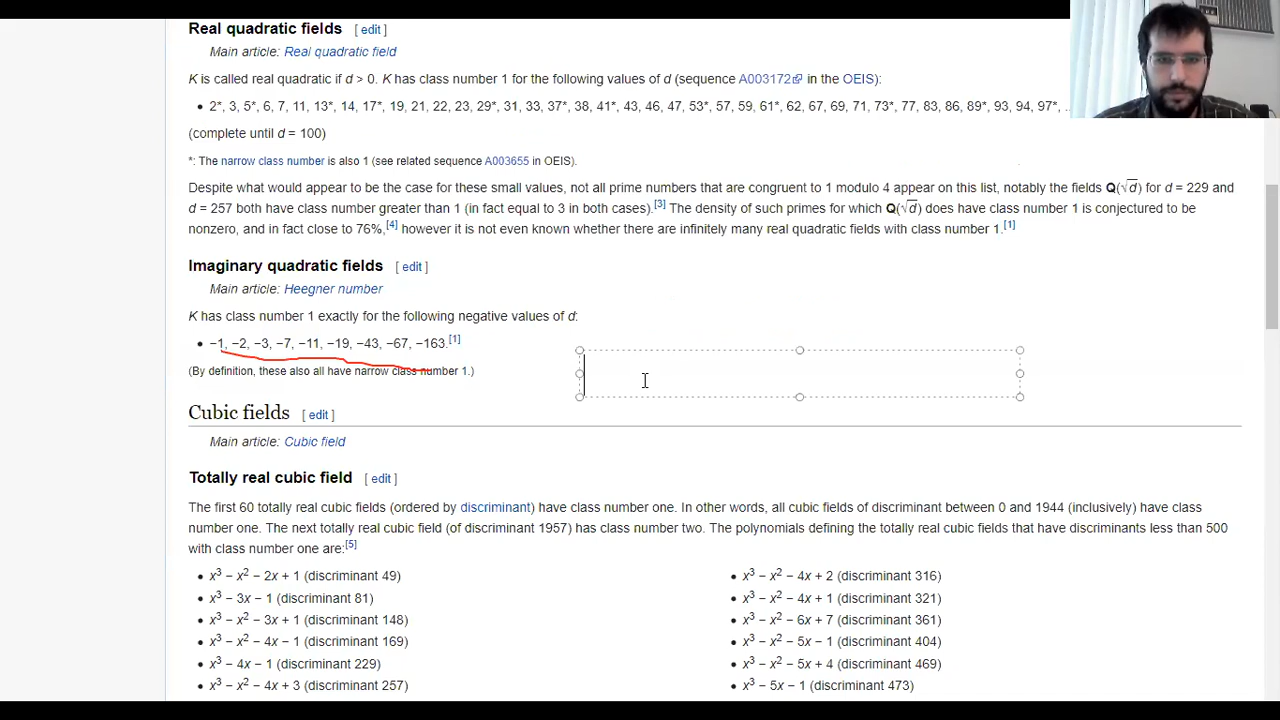 Real quadratic fields [ edit ]
Main article: Real quadratic field
K is called real quadratic if d > 0. K has class number 1 for the following values of d (sequence A003172 in the OEIS):
• 2*, 3, 5*, 6, 7, 11, 13*, 14, 17*, 19, 21, 22, 23, 29*, 31, 33, 37*, 38, 41*, 43, 46, 47, 53*, 57, 59, 61*, 62, 67, 69, 71, 73*, 77, 83, 86, 89*, 93, 94, 97*, ..
(complete until d = 100)
*: The narrow class number is also 1 (see related sequence A003655 in OEIS).
Despite what would appear to be the case for these small values, not all prime numbers that are congruent to 1 modulo 4 appear on this list, notably the fields Q(√d) for d = 229 and
d = 257 both have class number greater than 1 (in fact equal to 3 in both cases).[3] The density of such primes for which Q(√d) does have class number 1 is conjectured to be
nonzero, and in fact close to 76%,[4] however it is not even known whether there are infinitely many real quadratic fields with class number 1.[1]
Imaginary quadratic fields [ edit ]
Main article: Heegner number
K has class number 1 exactly for the following negative values of d:
• −1, −2, −3, −7, −11, −19, −43, −67, −163.[1]
(By definition, these also all have narrow class number 1.)
Cubic fields [ edit ]
Main article: Cubic field
Totally real cubic field [ edit ]
The first 60 totally real cubic fields (ordered by discriminant) have class number one. In other words, all cubic fields of discriminant between 0 and 1944 (inclusively) have class
number one. The next totally real cubic field (of discriminant 1957) has class number two. The polynomials defining the totally real cubic fields that have discriminants less than 500
with class number one are:[5]
• x³ − x² − 2x + 1 (discriminant 49)
• x³ − 3x − 1 (discriminant 81)
• x³ − x² − 3x + 1 (discriminant 148)
• x³ − x² − 4x − 1 (discriminant 169)
• x³ − 4x − 1 (discriminant 229)
• x³ − x² − 4x + 3 (discriminant 257)
• x³ − x² − 4x + 2 (discriminant 316)
• x³ − x² − 4x + 1 (discriminant 321)
• x³ − x² − 6x + 7 (discriminant 361)
• x³ − x² − 5x − 1 (discriminant 404)
• x³ − x² − 5x + 4 (discriminant 469)
• x³ − 5x − 1 (discriminant 473)